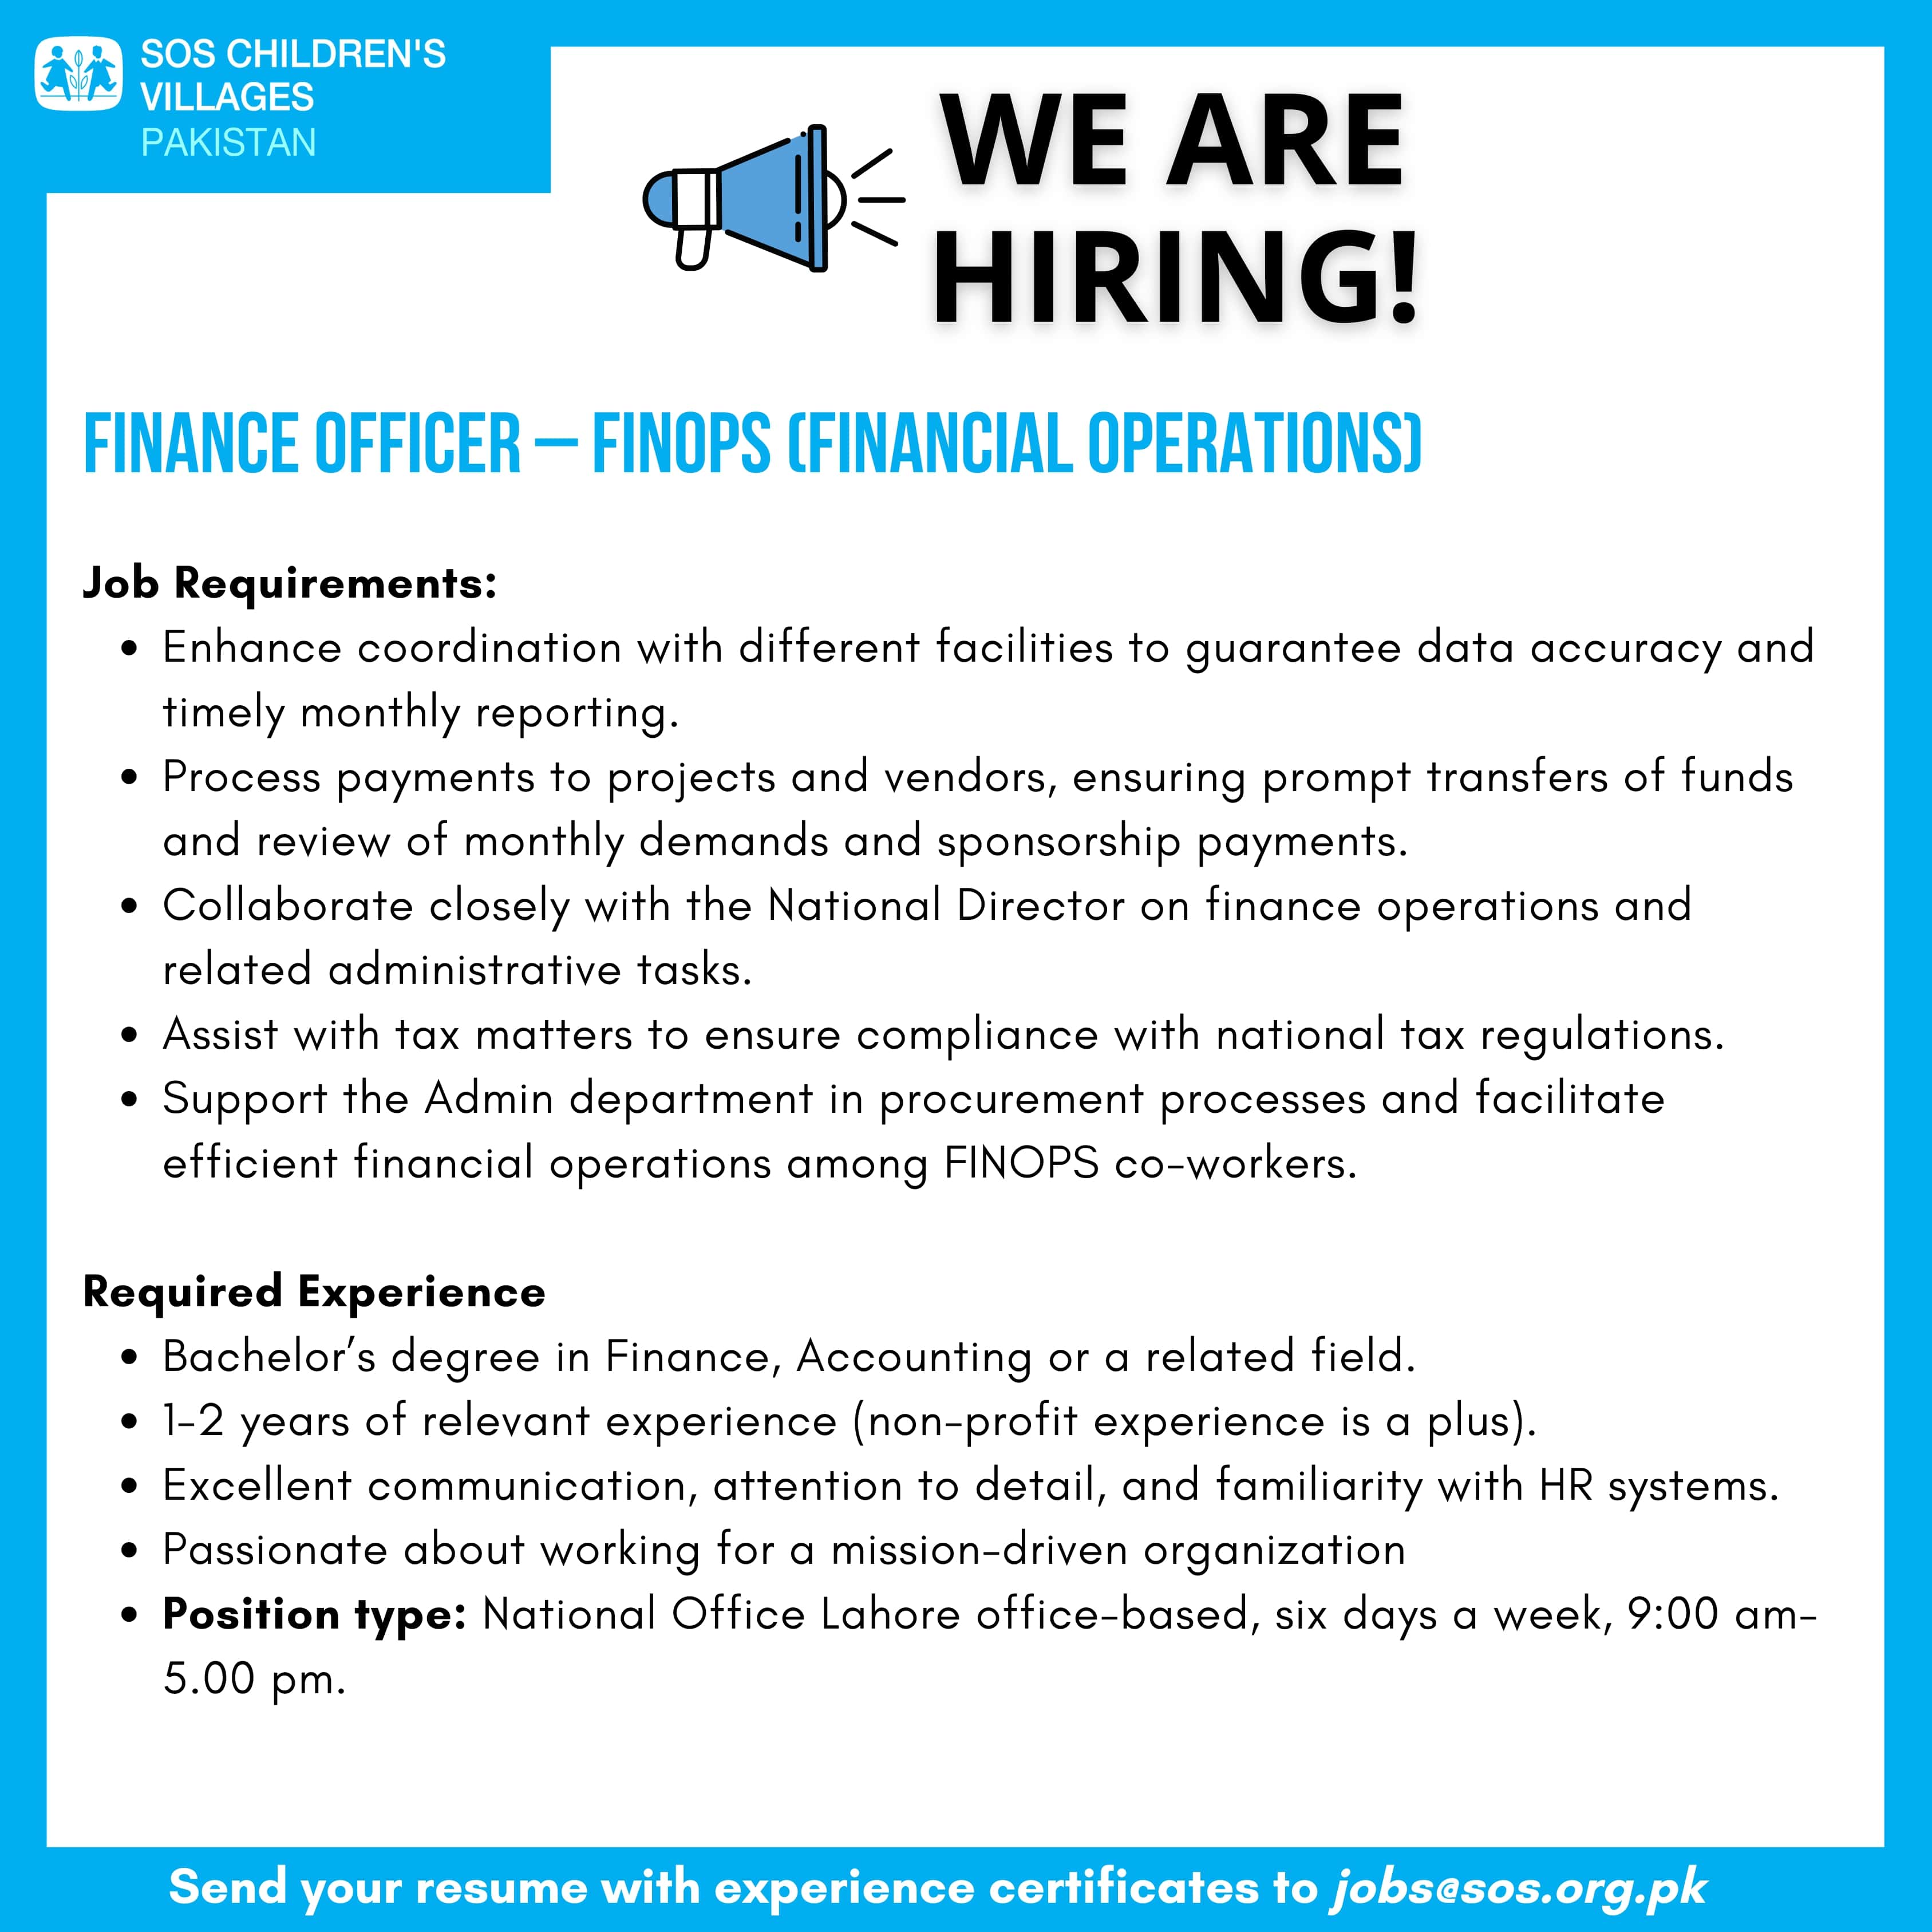 SOS CHILDREN'S
VILLAGES
PAKISTAN
WE ARE
HIRING!
FINANCE OFFICER – FINOPS (FINANCIAL OPERATIONS)
Job Requirements:
• Enhance coordination with different facilities to guarantee data accuracy and
timely monthly reporting.
• Process payments to projects and vendors, ensuring prompt transfers of funds
and review of monthly demands and sponsorship payments.
• Collaborate closely with the National Director on finance operations and
related administrative tasks.
• Assist with tax matters to ensure compliance with national tax regulations.
• Support the Admin department in procurement processes and facilitate
efficient financial operations among FINOPS co-workers.
Required Experience
• Bachelor’s degree in Finance, Accounting or a related field.
• 1-2 years of relevant experience (non-profit experience is a plus).
• Excellent communication, attention to detail, and familiarity with HR systems.
• Passionate about working for a mission-driven organization
• Position type: National Office Lahore office-based, six days a week, 9:00 am-
5.00 pm.
Send your resume with experience certificates to jobs@sos.org.pk